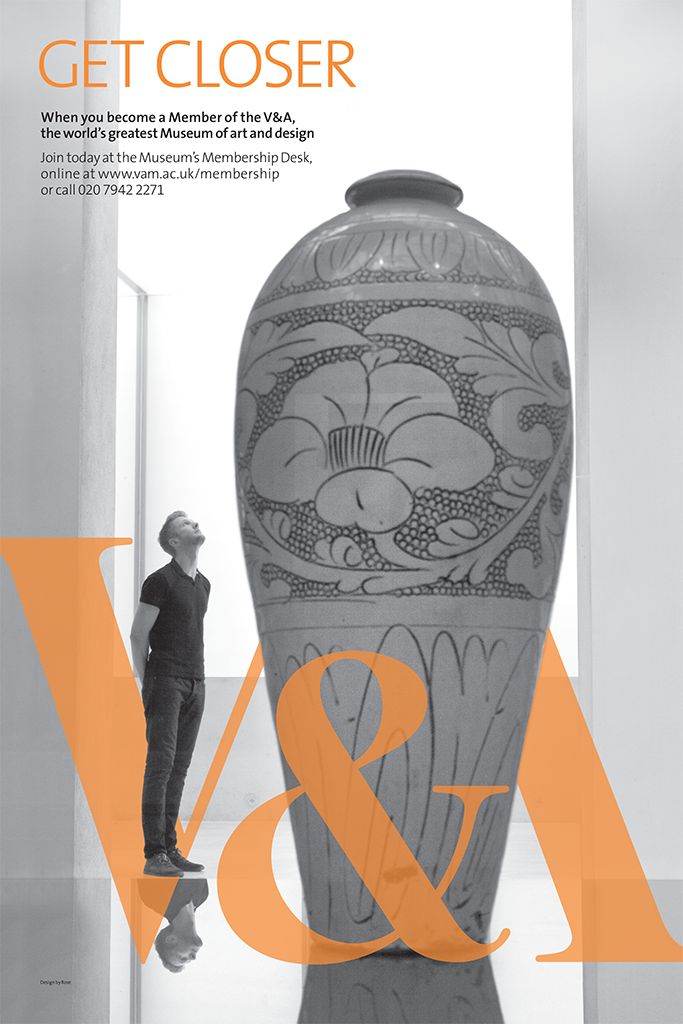 GET CLOSER
When you become a Member of the V&A,
the world's greatest Museum of art and design
Join today at the Museum's Membership Desk,
online at www.vam.ac.uk/membership
or call 020 7942 2271
V&A
Design by Rose